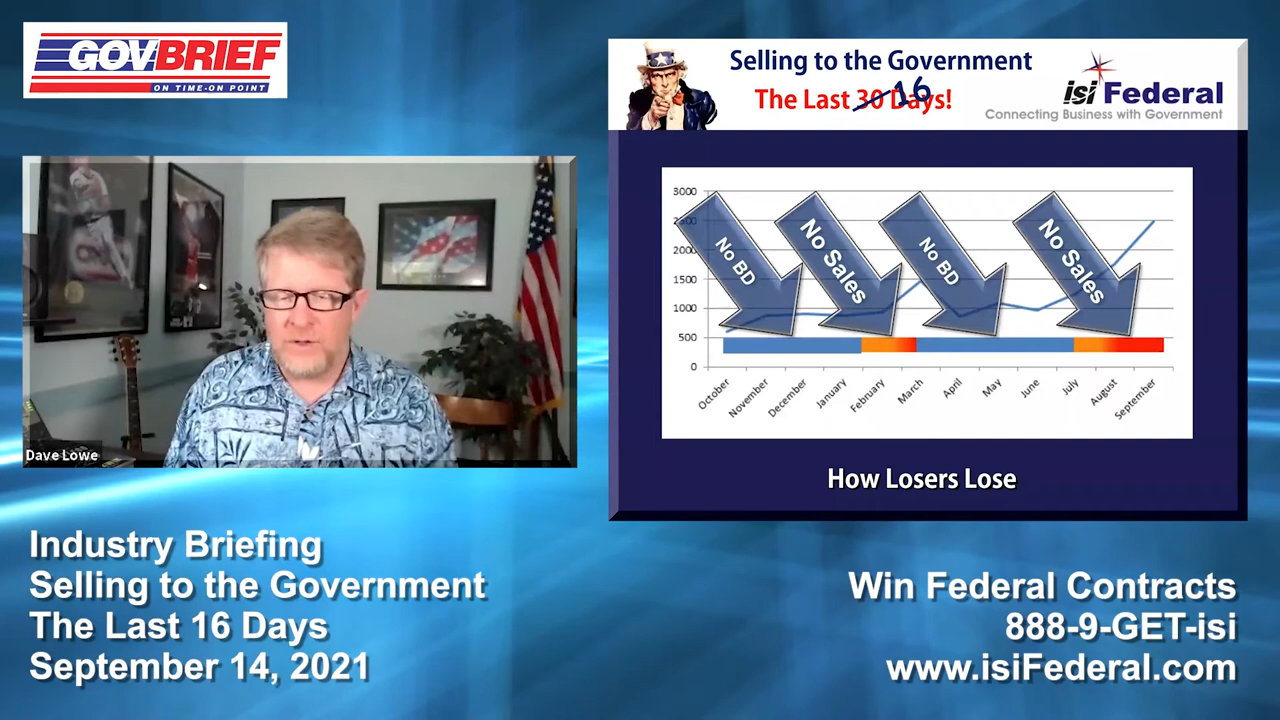 GOVBRIEF
ON TIME-ON POINT
Dave Lowe
Industry Briefing
Selling to the Government
The Last 16 Days
September 14, 2021
Selling to the Government
The Last 30 16 Days!
isi Federal
Connecting Business with Government
3000
2500
2000
1500
1000
500
0
No BD
No Sales
No BD
No Sales
October
November
December
January
February
March
April
May
June
July
August
September
How Losers Lose
Win Federal Contracts
888-9-GET-isi
www.isiFederal.com